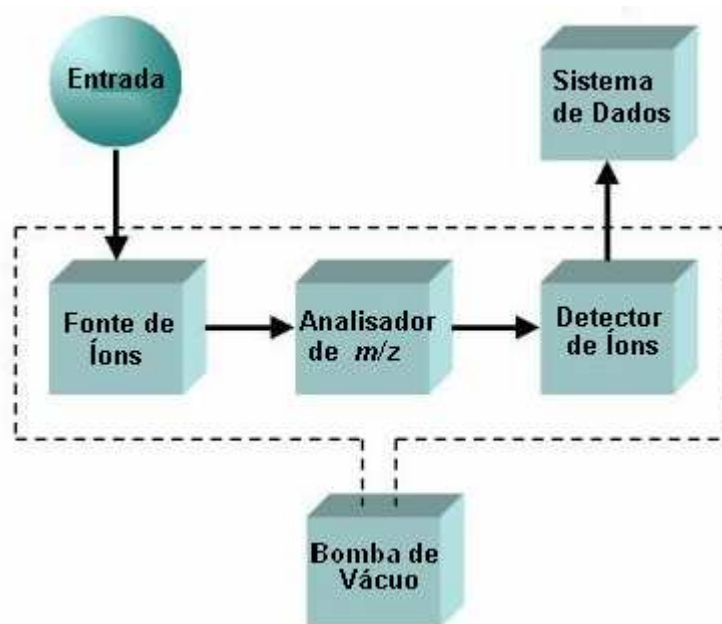 Entrada
Sistema
de Dados
Fonte de
Íons
Analisador
de m/z
Detector
de Íons
Bomba de
Vácuo